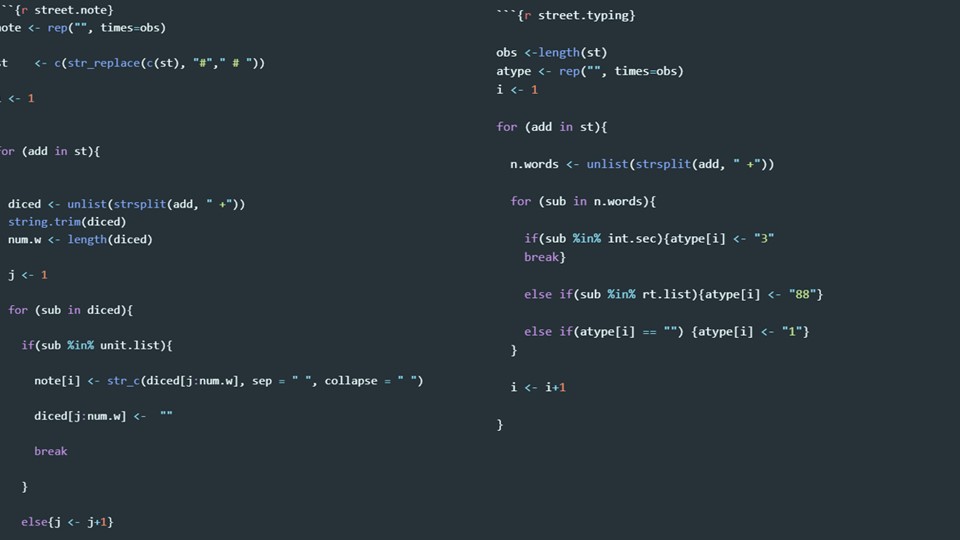 ``{r street.note}
note <- rep("", times=obs)
st    <- c(str_replace(c(st), "#"," # "))
i <- 1
for (add in st){
diced <- unlist(strsplit(add, " +"))
string.trim(diced)
num.w <- length(diced)
j <- 1
for (sub in diced){
if(sub %in% unit.list){
note[i] <- str_c(diced[j:num.w], sep = " ", collapse = " ")
diced[j:num.w] <-  ""
break
}
else{j <- j+1}
```{r street.typing}
obs <-length(st)
atype <- rep("", times=obs)
i <- 1
for (add in st){
n.words <- unlist(strsplit(add, " +"))
for (sub in n.words){
if(sub %in% int.sec){atype[i] <- "3"
break}
else if(sub %in% rt.list){atype[i] <- "88"}
else if(atype[i] == "") {atype[i] <- "1"}
}
i <- i+1
}